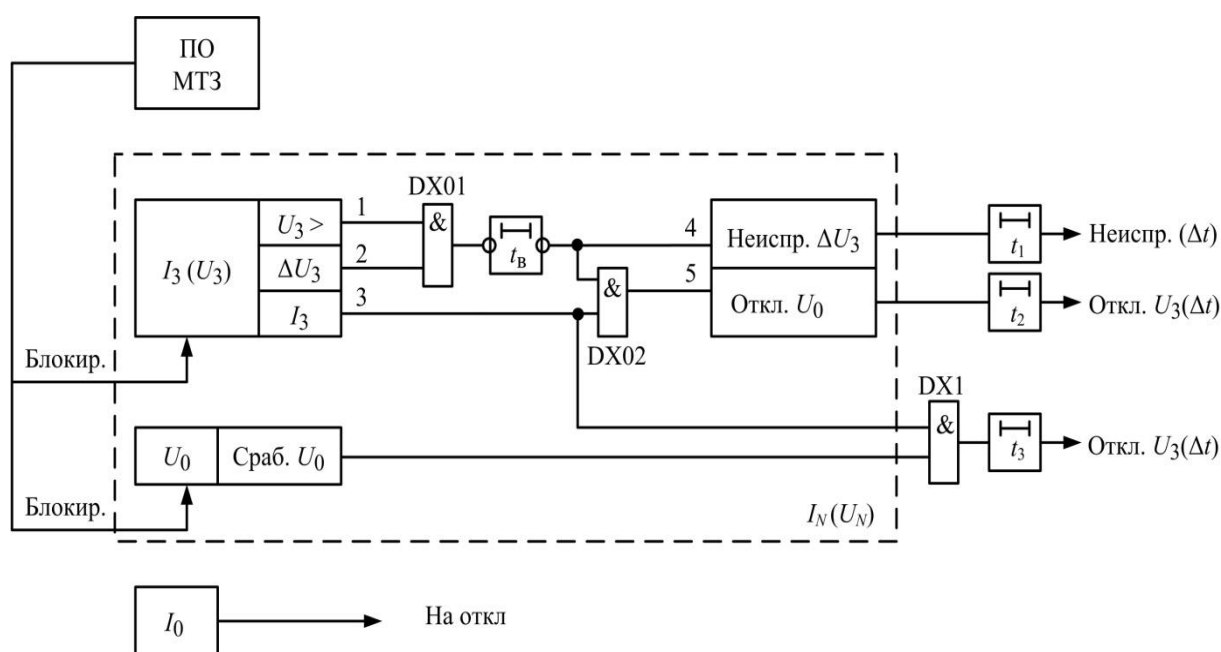 ПО
МТЗ
DX01
U₃ >
1
&
I₃ (U₃)
ΔU₃
2
tв
4
Неиспр. ΔU₃
t₁
Неиспр. (Δt)
I₃
3
&
5
Откл. U₀
t₂
Откл. U₃(Δt)
DX02
Блокир.
DX1
&
U₀
Сраб. U₀
t₃
Откл. U₃(Δt)
Блокир.
I_N (U_N)
I₀
На откл